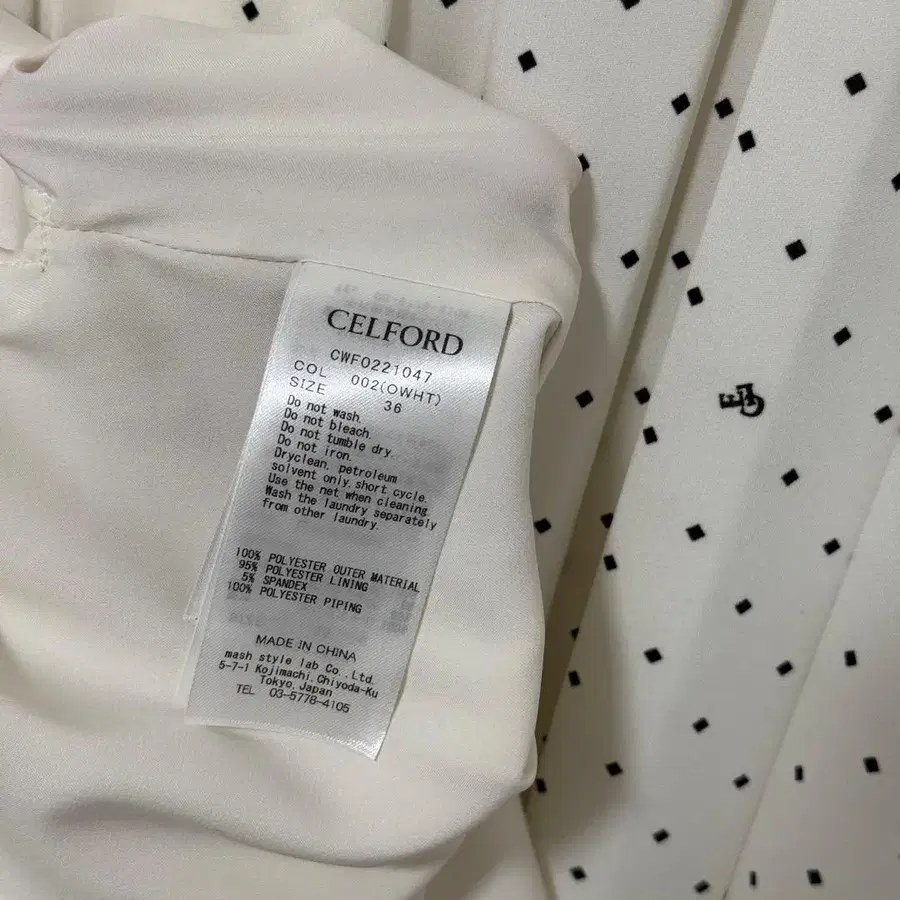 CELFORD
CWFO221047
COL 002(OWHT)
SIZE 36
Do not wash.
Do not bleach.
Do not tumble dry.
Do not iron.
Dryclean, petroleum
solvent only, short cycle.
Use the net when cleaning.
Wash the laundry separately
from other laundry.
100% POLYESTER OUTER MATERIAL
95% POLYESTER LINING
5% SPANDEX
100% POLYESTER PIPING
MADE IN CHINA
mash style lab Co., Ltd.
5-7-1 Kojimachi, Chiyoda-Ku
Tokyo, Japan
TEL 03-5778-4105